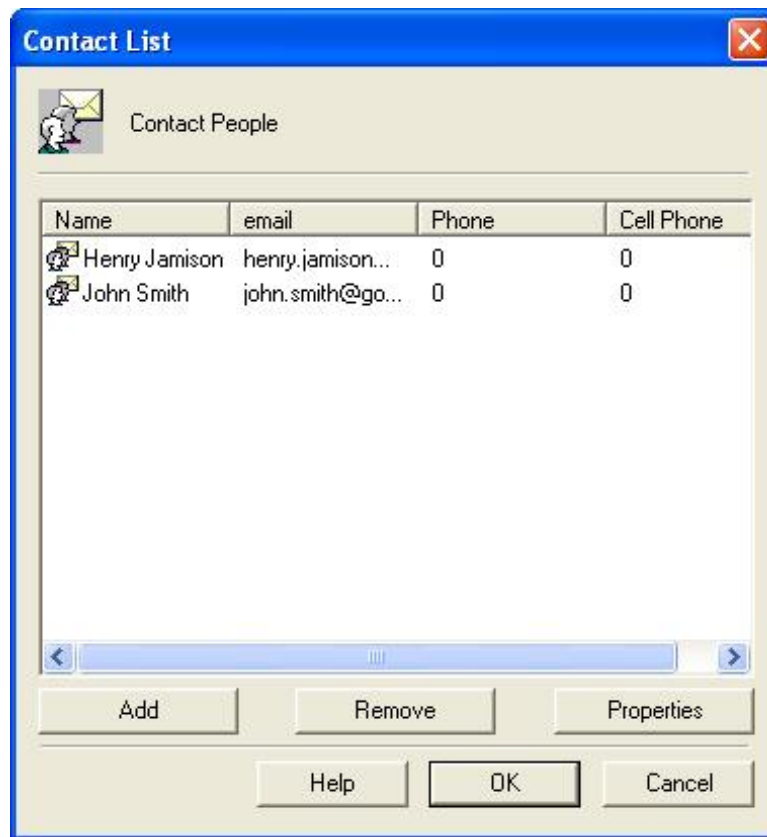 Contact List
Contact People
Name email Phone Cell Phone
Henry Jamison henry.jamison... 0 0
John Smith john.smith@go... 0 0
Add Remove Properties
Help OK Cancel